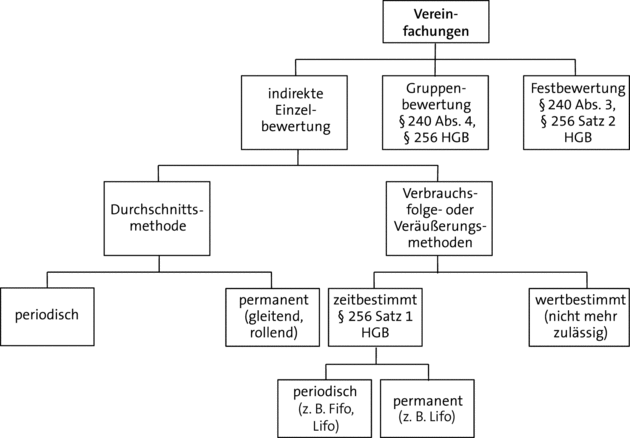 Verein-
fachungen
indirekte
Einzel-
bewertung
Gruppen-
bewertung
§ 240 Abs. 4,
§ 256 HGB
Festbewertung
§ 240 Abs. 3,
§ 256 Satz 2
HGB
Durchschnitts-
methode
Verbrauchs-
folge- oder
Veräußerungs-
methoden
periodisch
permanent
(gleitend,
rollend)
zeitbestimmt
§ 256 Satz 1
HGB
wertbestimmt
(nicht mehr
zulässig)
periodisch
(z. B. Fifo,
Lifo)
permanent
(z. B. Lifo)